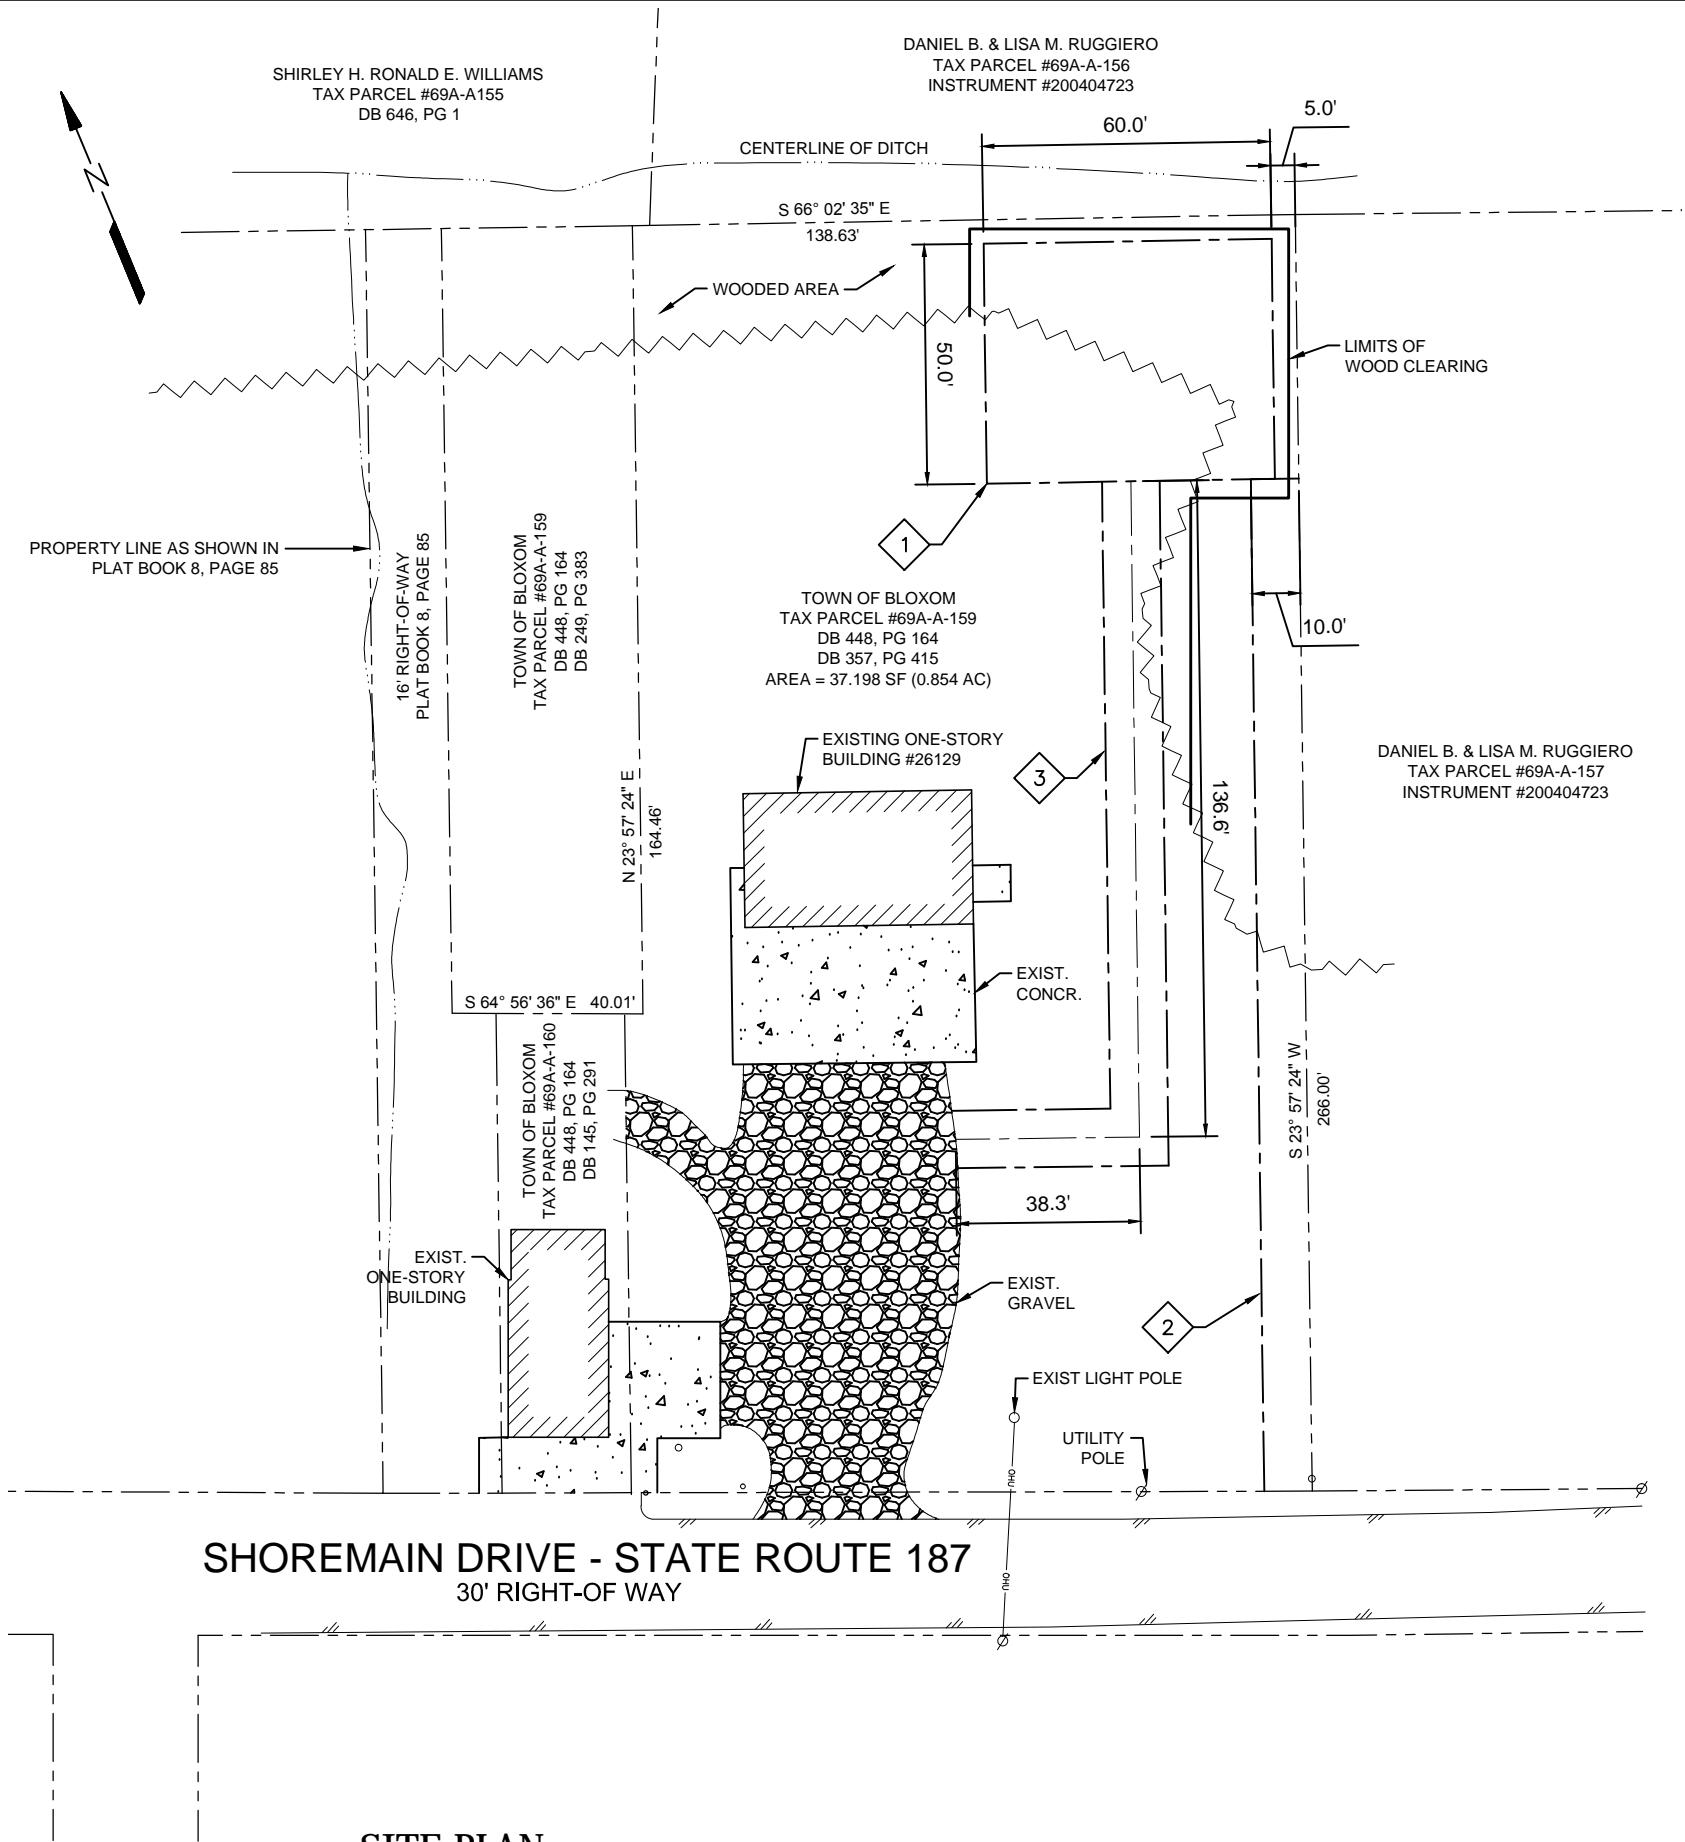 SHIRLEY H. RONALD E. WILLIAMS
TAX PARCEL #69A-A155
DB 646, PG 1
DANIEL B. & LISA M. RUGGIERO
TAX PARCEL #69A-A-156
INSTRUMENT #200404723
5.0'
60.0'
CENTERLINE OF DITCH
N
S 66° 02' 35" E
138.63'
WOODED AREA
50.0'
LIMITS OF
WOOD CLEARING
PROPERTY LINE AS SHOWN IN
PLAT BOOK 8, PAGE 85
16' RIGHT-OF-WAY
PLAT BOOK 8, PAGE 85
TOWN OF BLOXOM
TAX PARCEL #69A-A-159
DB 448, PG 164
DB 249, PG 383
1
TOWN OF BLOXOM
TAX PARCEL #69A-A-159
DB 448, PG 164
DB 357, PG 415
AREA = 37.198 SF (0.854 AC)
10.0'
EXISTING ONE-STORY
BUILDING #26129
3
136.6'
DANIEL B. & LISA M. RUGGIERO
TAX PARCEL #69A-A-157
INSTRUMENT #200404723
N 23° 57' 24" E
164.46'
EXIST.
CONCR.
S 64° 56' 36" E 40.01'
TOWN OF BLOXOM
TAX PARCEL #69A-A-160
DB 448, PG 164
DB 145, PG 291
S 23° 57' 24" W
266.00'
38.3'
EXIST.
ONE-STORY
BUILDING
EXIST.
GRAVEL
2
EXIST LIGHT POLE
UTILITY
POLE
OHU
SHOREMAIN DRIVE - STATE ROUTE 187
30' RIGHT-OF WAY
OHU
SITE PLAN